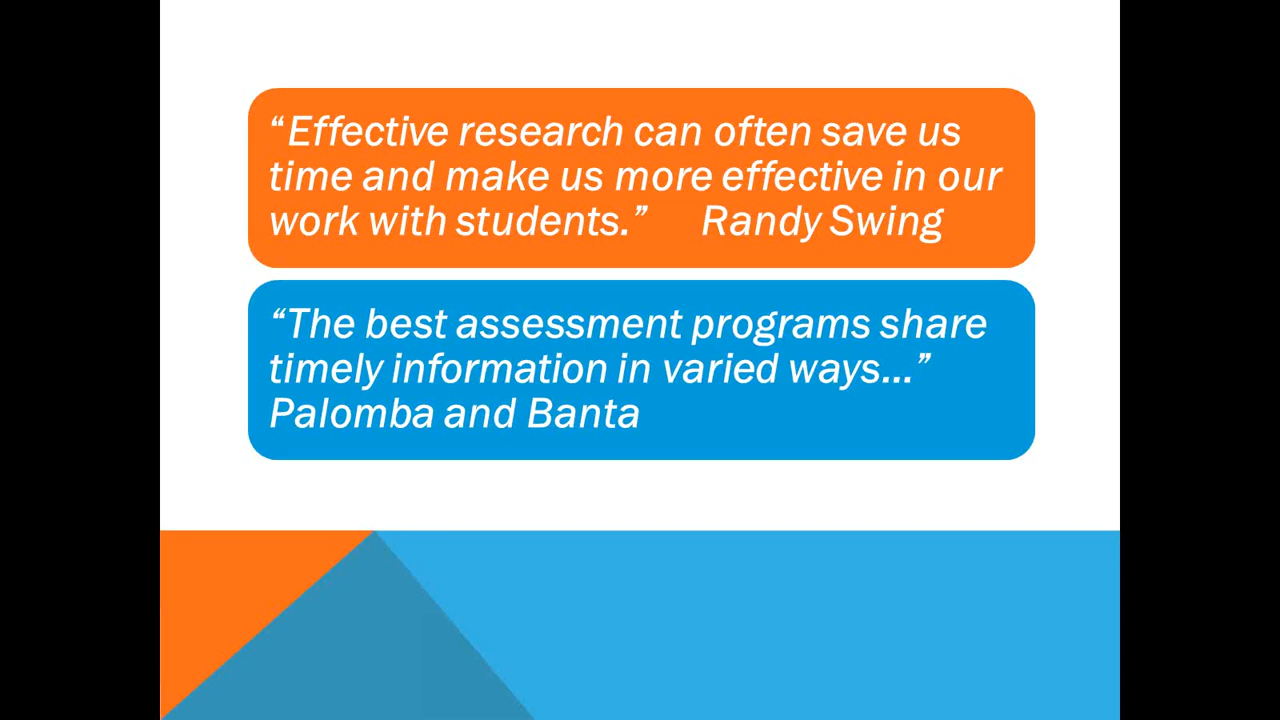 “Effective research can often save us
time and make us more effective in our
work with students.” Randy Swing
“The best assessment programs share
timely information in varied ways…”
Palomba and Banta